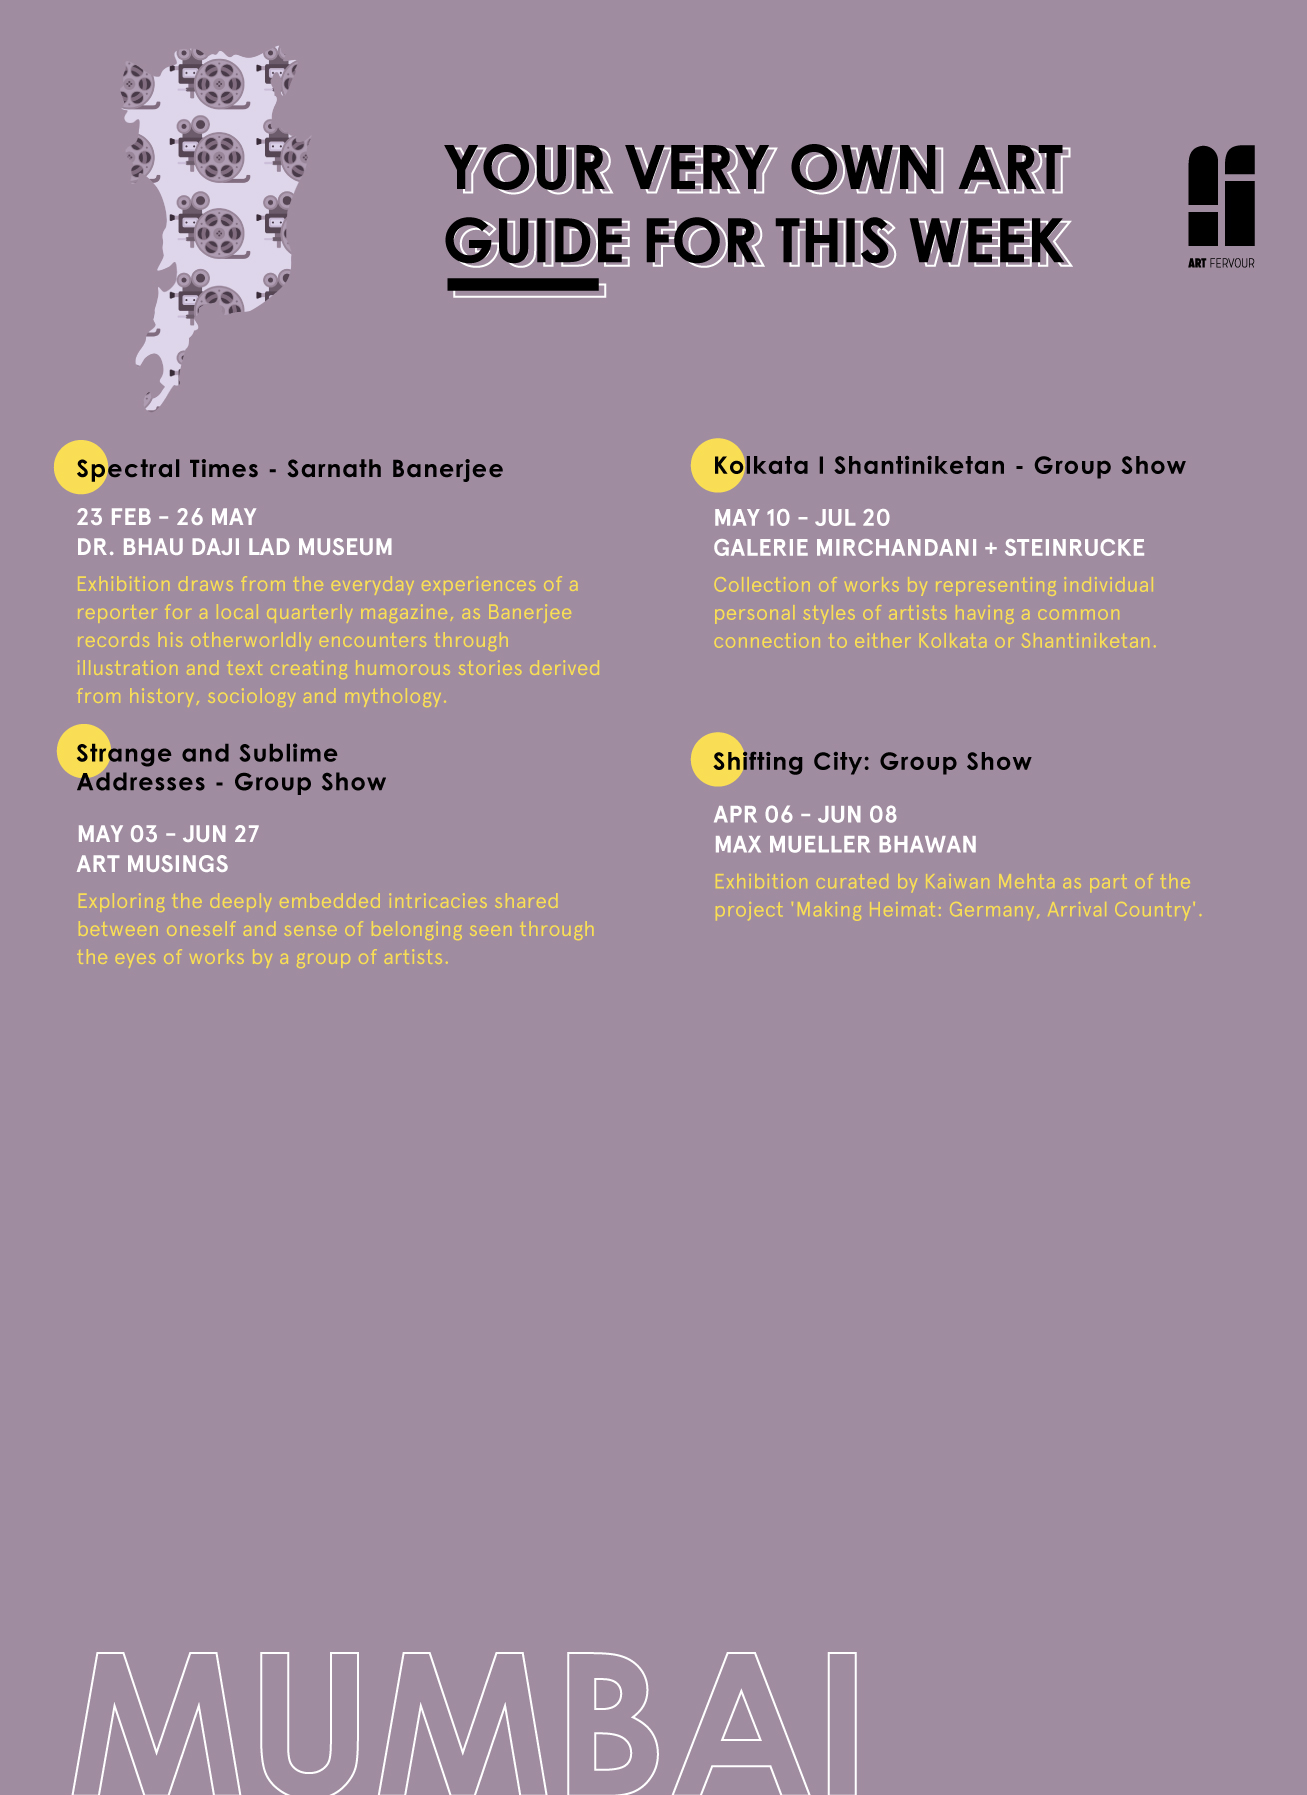 YOUR VERY OWN ART
GUIDE FOR THIS WEEK
ART FERVOUR
Spectral Times - Sarnath Banerjee
23 FEB - 26 MAY
DR. BHAU DAJI LAD MUSEUM
Exhibition draws from the everyday experiences of a
reporter for a local quarterly magazine, as Banerjee
records his otherworldly encounters through
illustration and text creating humorous stories derived
from history, sociology and mythology.
Strange and Sublime
Addresses - Group Show
MAY 03 - JUN 27
ART MUSINGS
Exploring the deeply embedded intricacies shared
between oneself and sense of belonging seen through
the eyes of works by a group of artists.
Kolkata I Shantiniketan - Group Show
MAY 10 - JUL 20
GALERIE MIRCHANDANI + STEINRUCKE
Collection of works by representing individual
personal styles of artists having a common
connection to either Kolkata or Shantiniketan.
Shifting City: Group Show
APR 06 - JUN 08
MAX MUELLER BHAWAN
Exhibition curated by Kaiwan Mehta as part of the
project 'Making Heimat: Germany, Arrival Country'.
MUMBAI